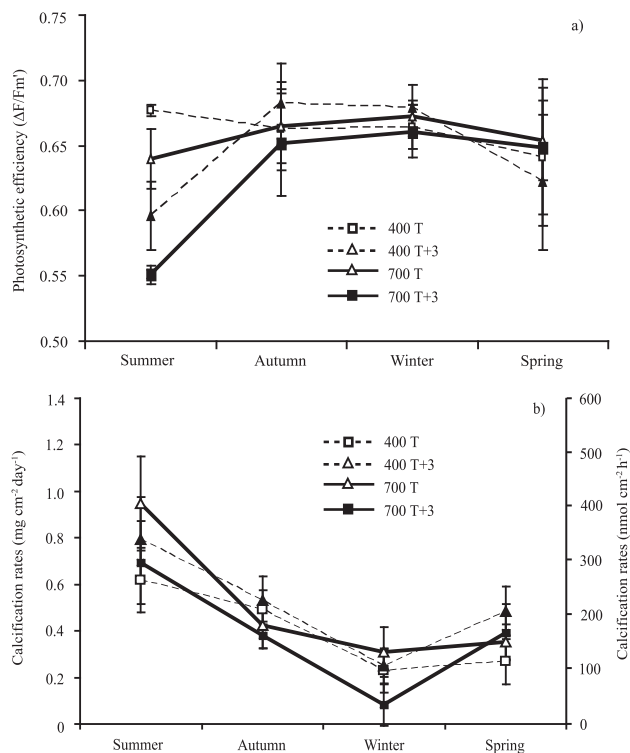 a)
Photosynthetic efficiency (ΔF/Fm')
0.75
0.70
0.65
0.60
0.55
0.50
400 T
400 T+3
700 T
700 T+3
Summer
Autumn
Winter
Spring
b)
Calcification rates (mg cm⁻² day⁻¹)
1.4
1.2
1.0
0.8
0.6
0.4
0.2
0
400 T
400 T+3
700 T
700 T+3
600
500
400
300
200
100
0
Calcification rates (nmol cm⁻² h⁻¹)
Summer
Autumn
Winter
Spring